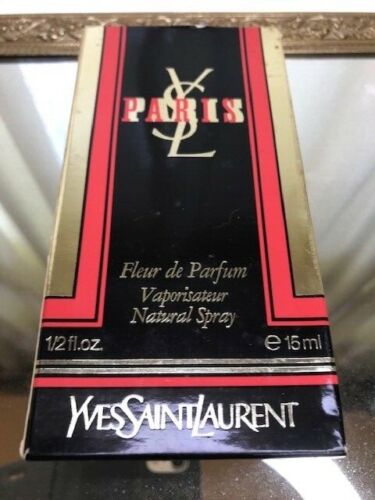 YSL
PARIS
Fleur de Parfum
Vaporisateur
Natural Spray
1/2 fl.oz. ℮ 15 ml
YVESSAINTLAURENT